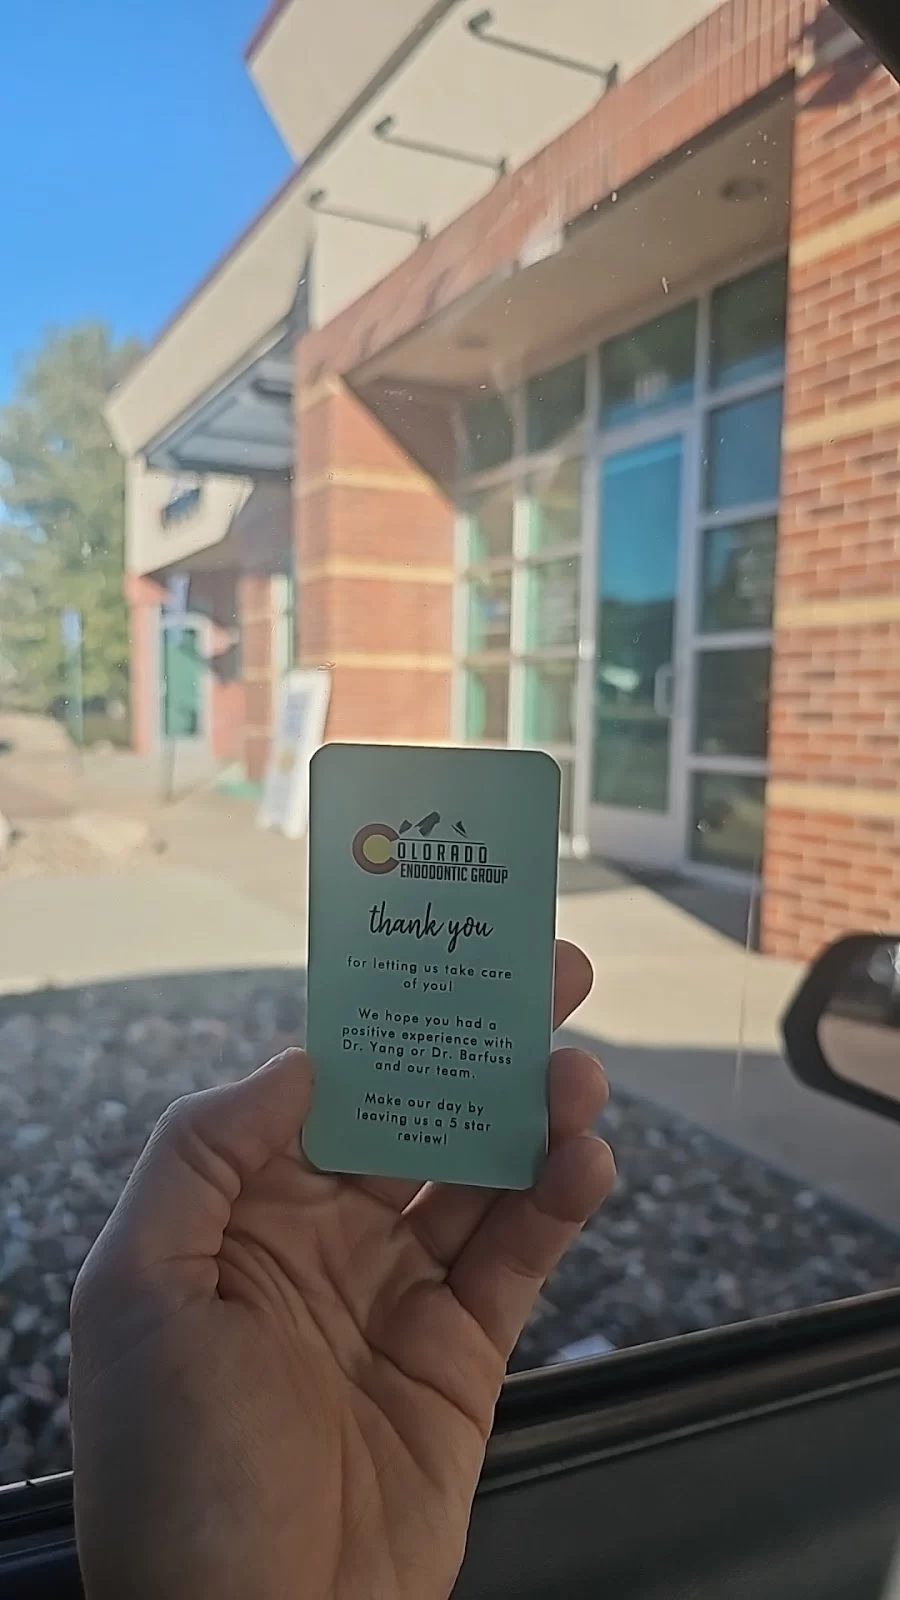 COLORADO
ENDODONTIC GROUP
thank you
for letting us take care
of you!
We hope you had a
positive experience with
Dr. Yang or Dr. Barfuss
and our team.
Make our day by
leaving us a 5 star
review!